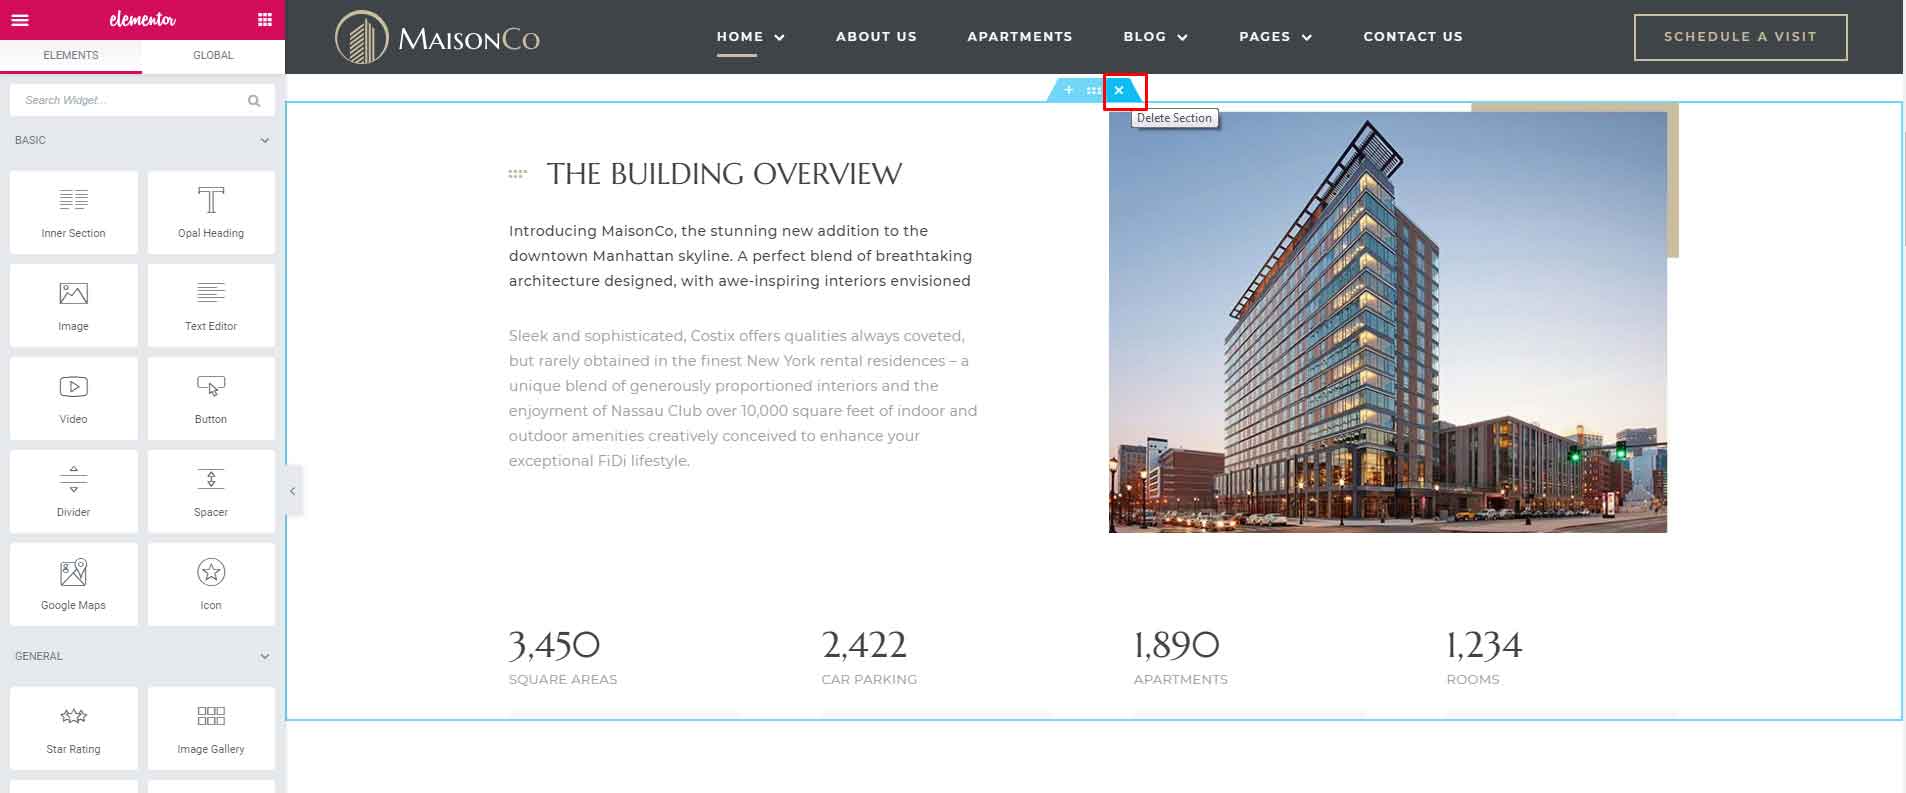 elementor
ELEMENTS
GLOBAL
Search Widget...
BASIC
Inner Section
Opal Heading
Image
Text Editor
Video
Button
Divider
Spacer
Google Maps
Icon
GENERAL
Star Rating
Image Gallery
MAISONCO
HOME
ABOUT US
APARTMENTS
BLOG
PAGES
CONTACT US
SCHEDULE A VISIT
Delete Section
THE BUILDING OVERVIEW
Introducing MaisonCo, the stunning new addition to the
downtown Manhattan skyline. A perfect blend of breathtaking
architecture designed, with awe-inspiring interiors envisioned
Sleek and sophisticated, Costix offers qualities always coveted,
but rarely obtained in the finest New York rental residences – a
unique blend of generously proportioned interiors and the
enjoyment of Nassau Club over 10,000 square feet of indoor and
outdoor amenities creatively conceived to enhance your
exceptional FiDi lifestyle.
3,450
SQUARE AREAS
2,422
CAR PARKING
1,890
APARTMENTS
1,234
ROOMS